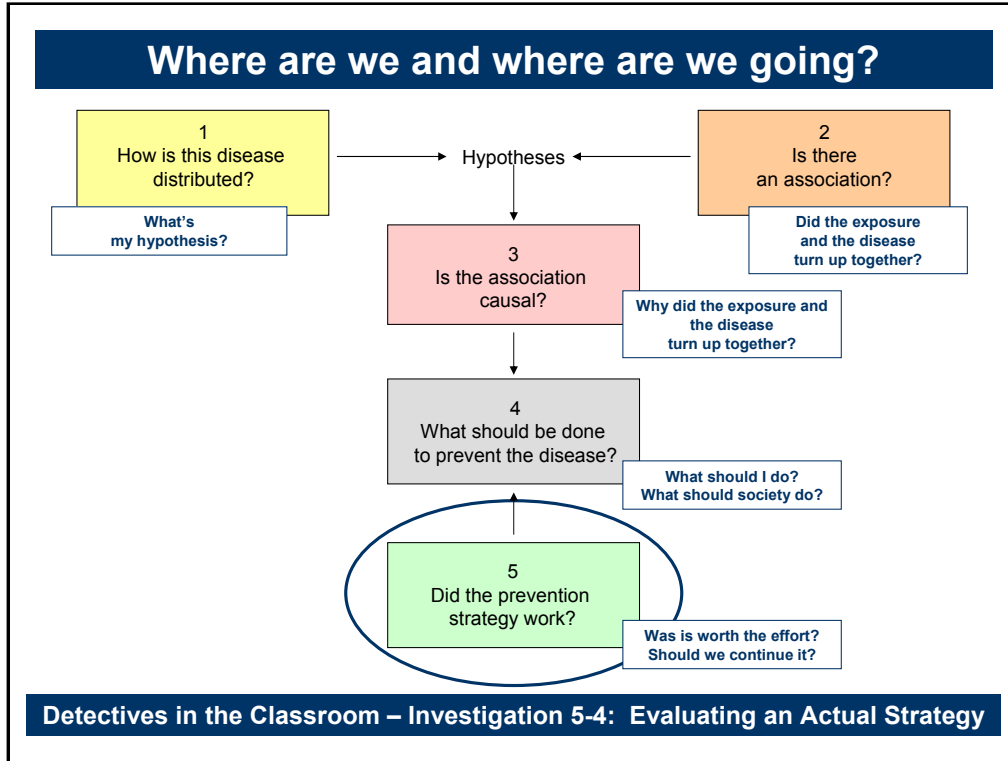 Where are we and where are we going?
1
How is this disease
distributed?
What's
my hypothesis?
Hypotheses
2
Is there
an association?
Did the exposure
and the disease
turn up together?
3
Is the association
causal?
Why did the exposure and
the disease
turn up together?
4
What should be done
to prevent the disease?
What should I do?
What should society do?
5
Did the prevention
strategy work?
Was is worth the effort?
Should we continue it?
Detectives in the Classroom – Investigation 5-4:  Evaluating an Actual Strategy